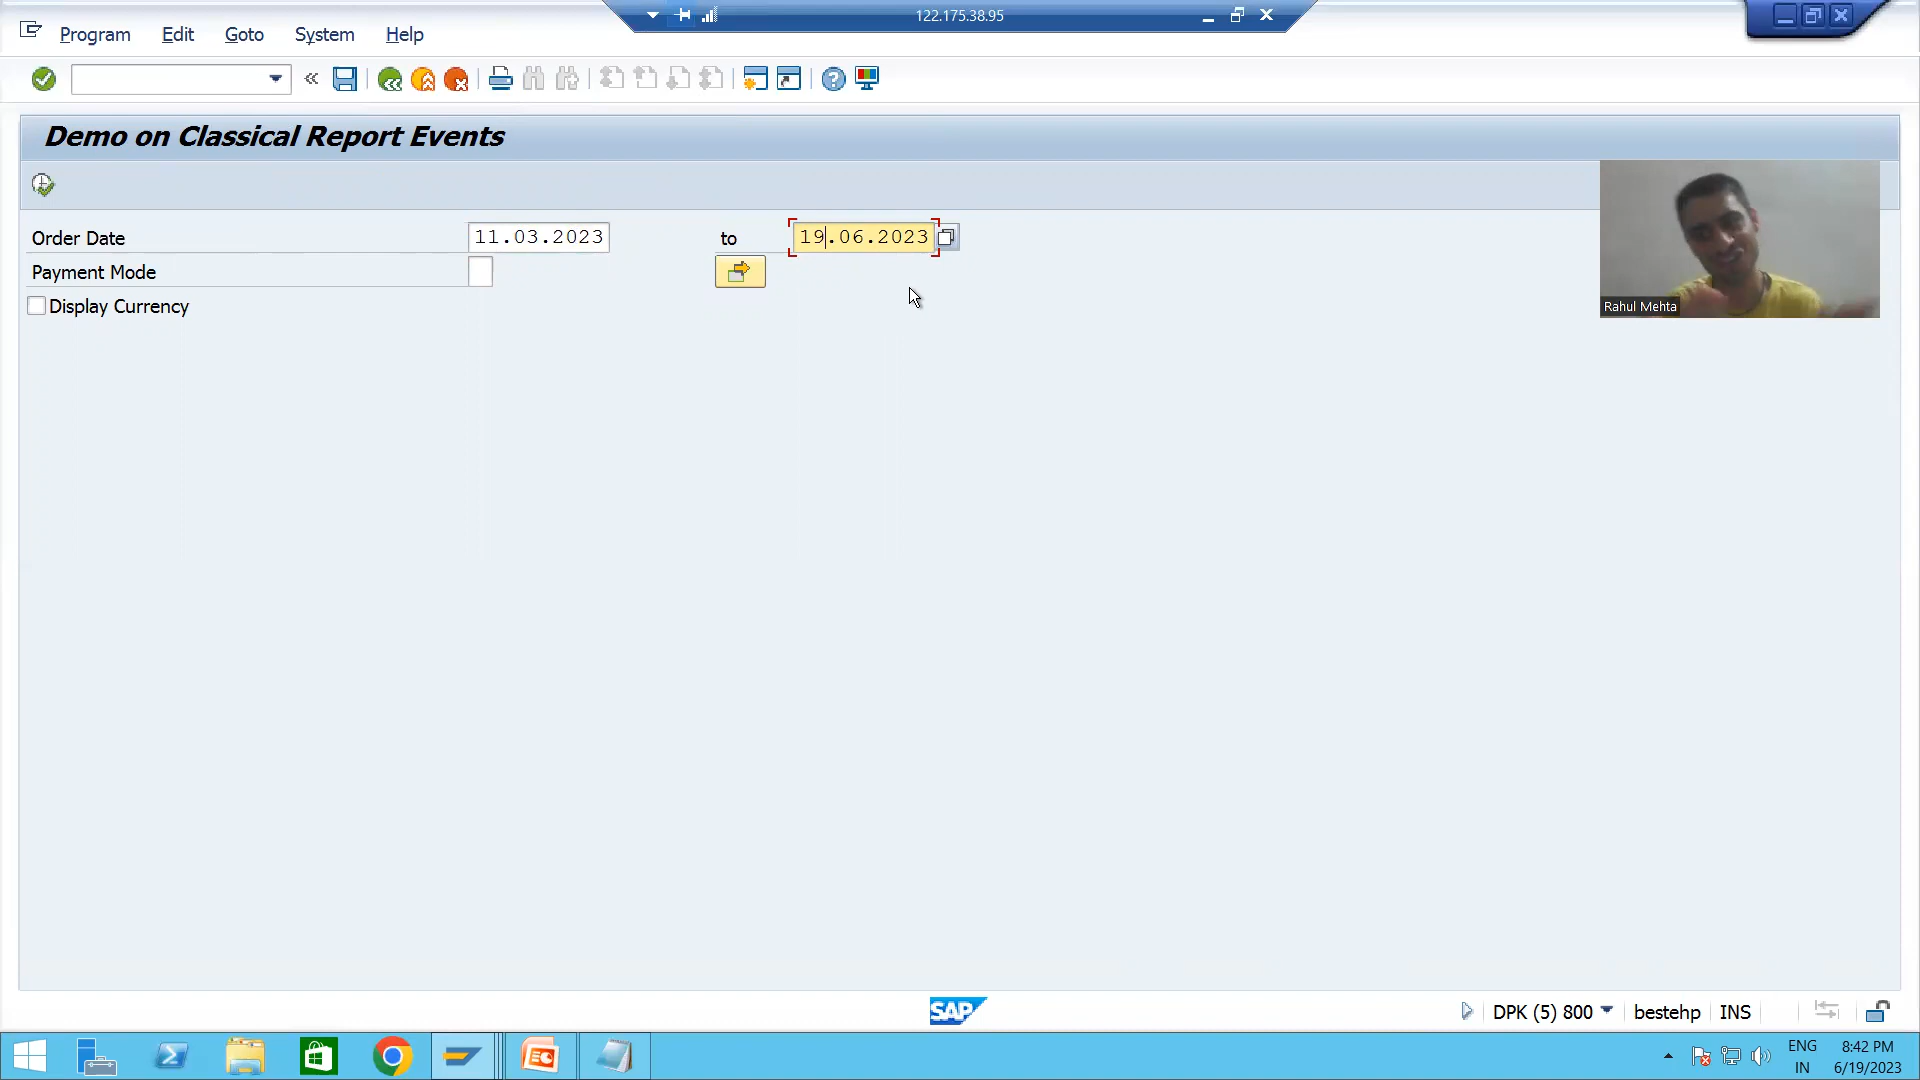 122.175.38.95
Program Edit Goto System Help
Demo on Classical Report Events
Order Date 11.03.2023 to 19.06.2023
Payment Mode
Display Currency
Rahul Mehta
SAP
DPK (5) 800 bestehp INS
ENG 8:42 PM
IN 6/19/2023